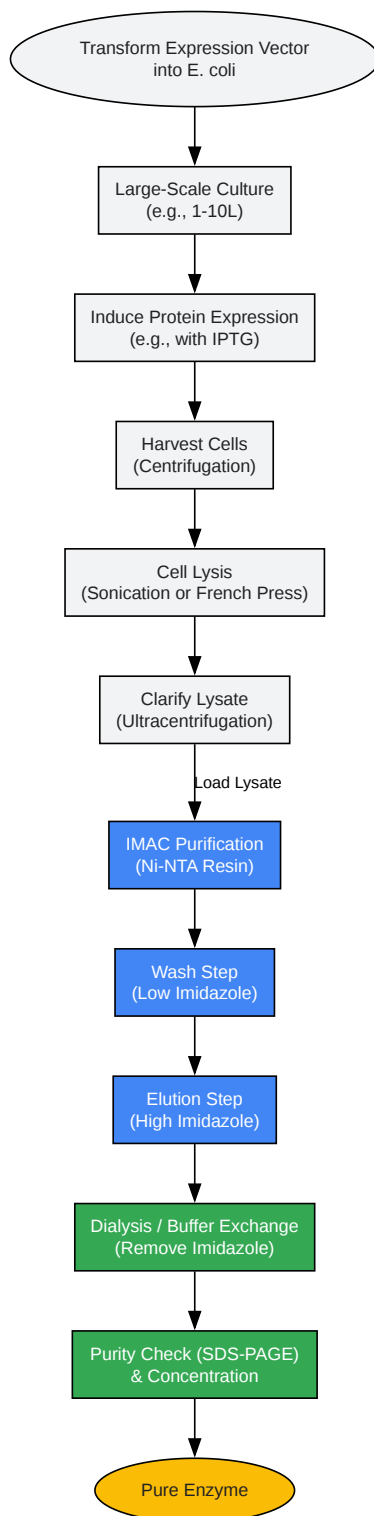 Transform Expression Vector
into E. coli
Large-Scale Culture
(e.g., 1-10L)
Induce Protein Expression
(e.g., with IPTG)
Harvest Cells
(Centrifugation)
Cell Lysis
(Sonication or French Press)
Clarify Lysate
(Ultracentrifugation)
Load Lysate
IMAC Purification
(Ni-NTA Resin)
Wash Step
(Low Imidazole)
Elution Step
(High Imidazole)
Dialysis / Buffer Exchange
(Remove Imidazole)
Purity Check (SDS-PAGE)
& Concentration
Pure Enzyme